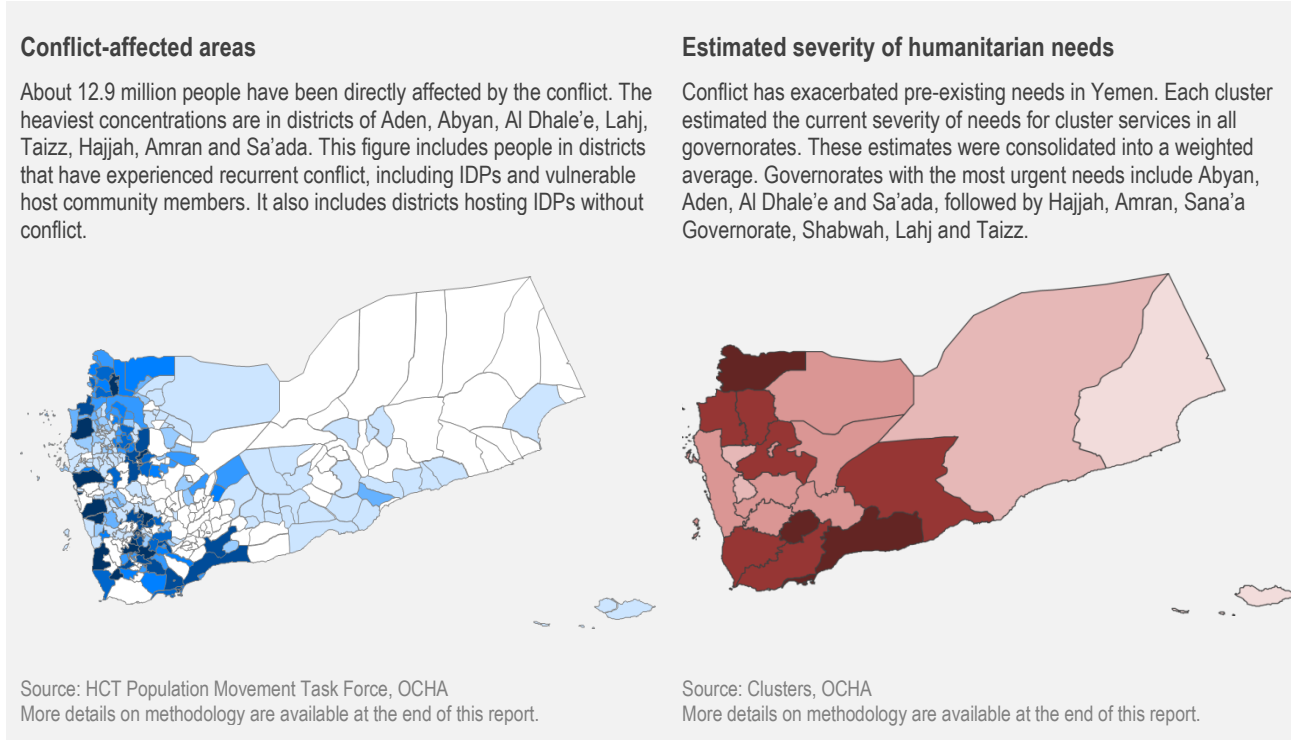 Conflict-affected areas
About 12.9 million people have been directly affected by the conflict. The
heaviest concentrations are in districts of Aden, Abyan, Al Dhale’e, Lahj,
Taizz, Hajjah, Amran and Sa’ada. This figure includes people in districts
that have experienced recurrent conflict, including IDPs and vulnerable
host community members. It also includes districts hosting IDPs without
conflict.
Source: HCT Population Movement Task Force, OCHA
More details on methodology are available at the end of this report.
Estimated severity of humanitarian needs
Conflict has exacerbated pre-existing needs in Yemen. Each cluster
estimated the current severity of needs for cluster services in all
governorates. These estimates were consolidated into a weighted
average. Governorates with the most urgent needs include Abyan,
Aden, Al Dhale’e and Sa’ada, followed by Hajjah, Amran, Sana’a
Governorate, Shabwah, Lahj and Taizz.
Source: Clusters, OCHA
More details on methodology are available at the end of this report.